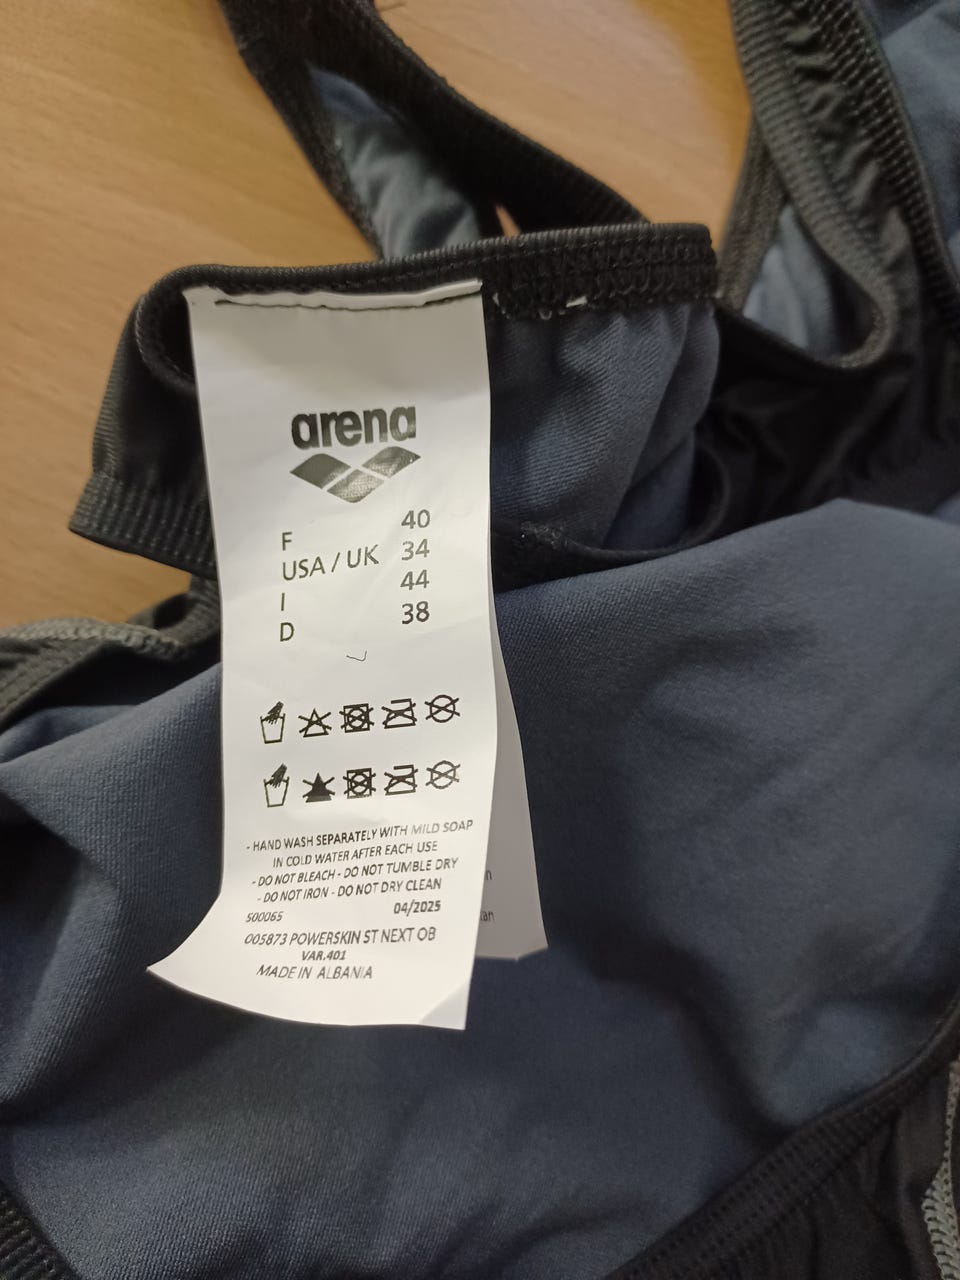 arena
F 40
USA / UK 34
I 44
D 38
- HAND WASH SEPARATELY WITH MILD SOAP
IN COLD WATER AFTER EACH USE
- DO NOT BLEACH - DO NOT TUMBLE DRY
- DO NOT IRON - DO NOT DRY CLEAN
500065 04/2025
005873 POWERSKIN ST NEXT OB
VAR.401
MADE IN ALBANIA